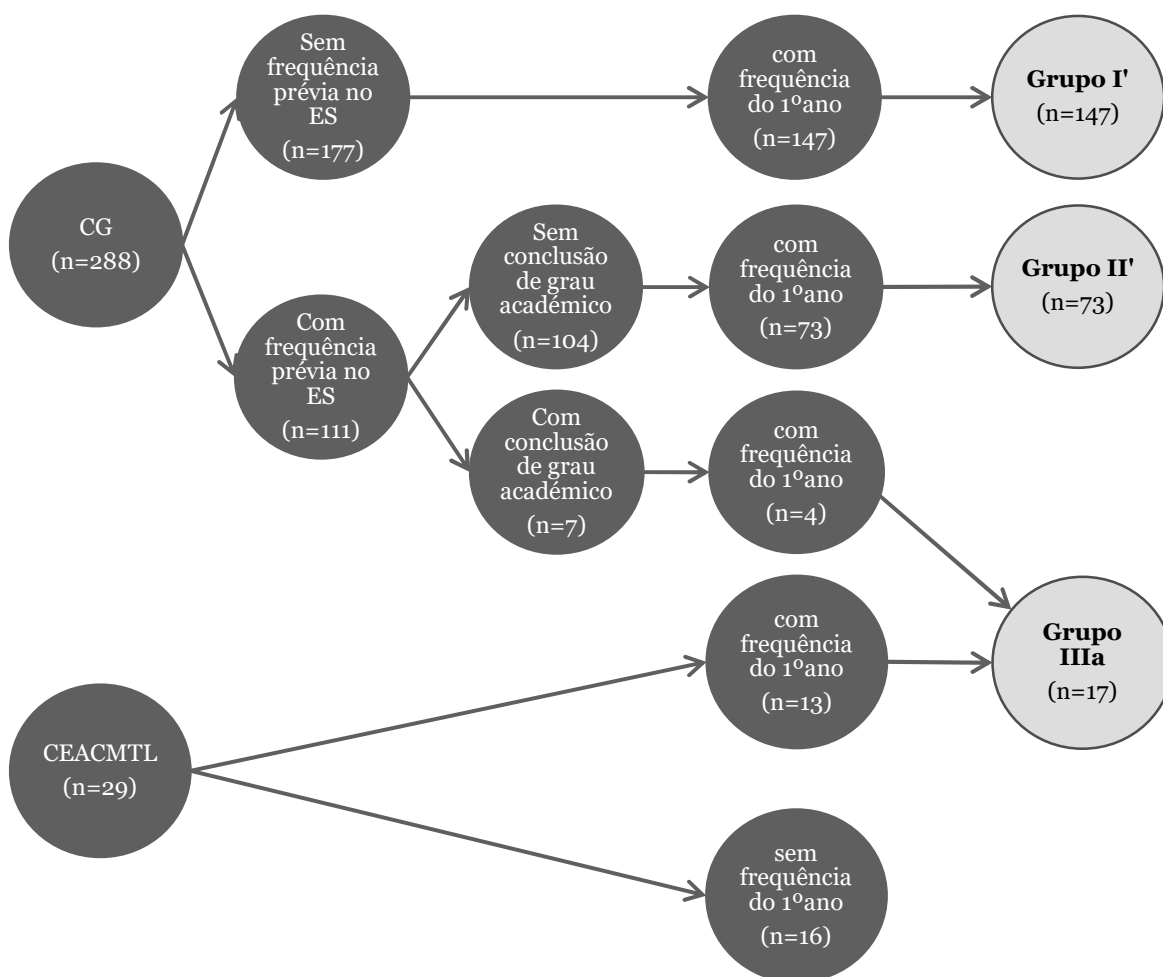 Sem
frequência
prévia no
ES
(n=177)
com
frequência
do 1ºano
(n=147)
Grupo I'
(n=147)
CG
(n=288)
Sem
conclusão
de grau
académico
(n=104)
com
frequência
do 1ºano
(n=73)
Grupo II'
(n=73)
Com
frequência
prévia no
ES
(n=111)
Com
conclusão
de grau
académico
(n=7)
com
frequência
do 1ºano
(n=4)
com
frequência
do 1ºano
(n=13)
Grupo
IIIa
(n=17)
CEACMTL
(n=29)
sem
frequência
do 1ºano
(n=16)